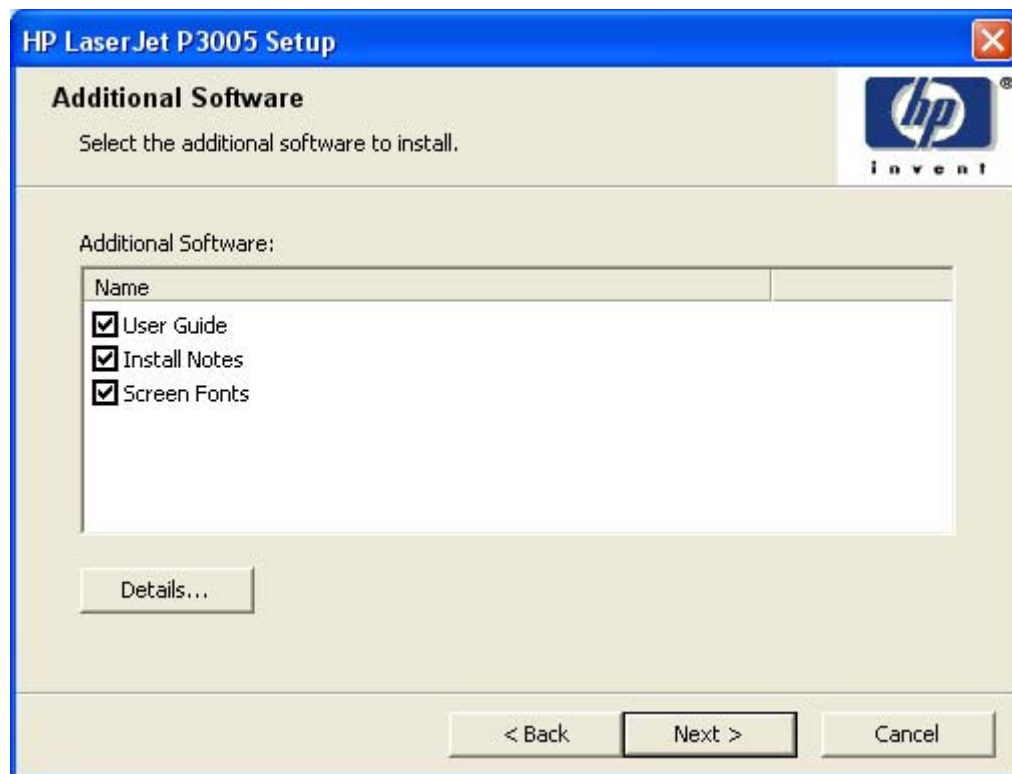 HP LaserJet P3005 Setup
Additional Software
Select the additional software to install.
hp
®
invent
Additional Software:
Name
User Guide
Install Notes
Screen Fonts
Details...
< Back
Next >
Cancel